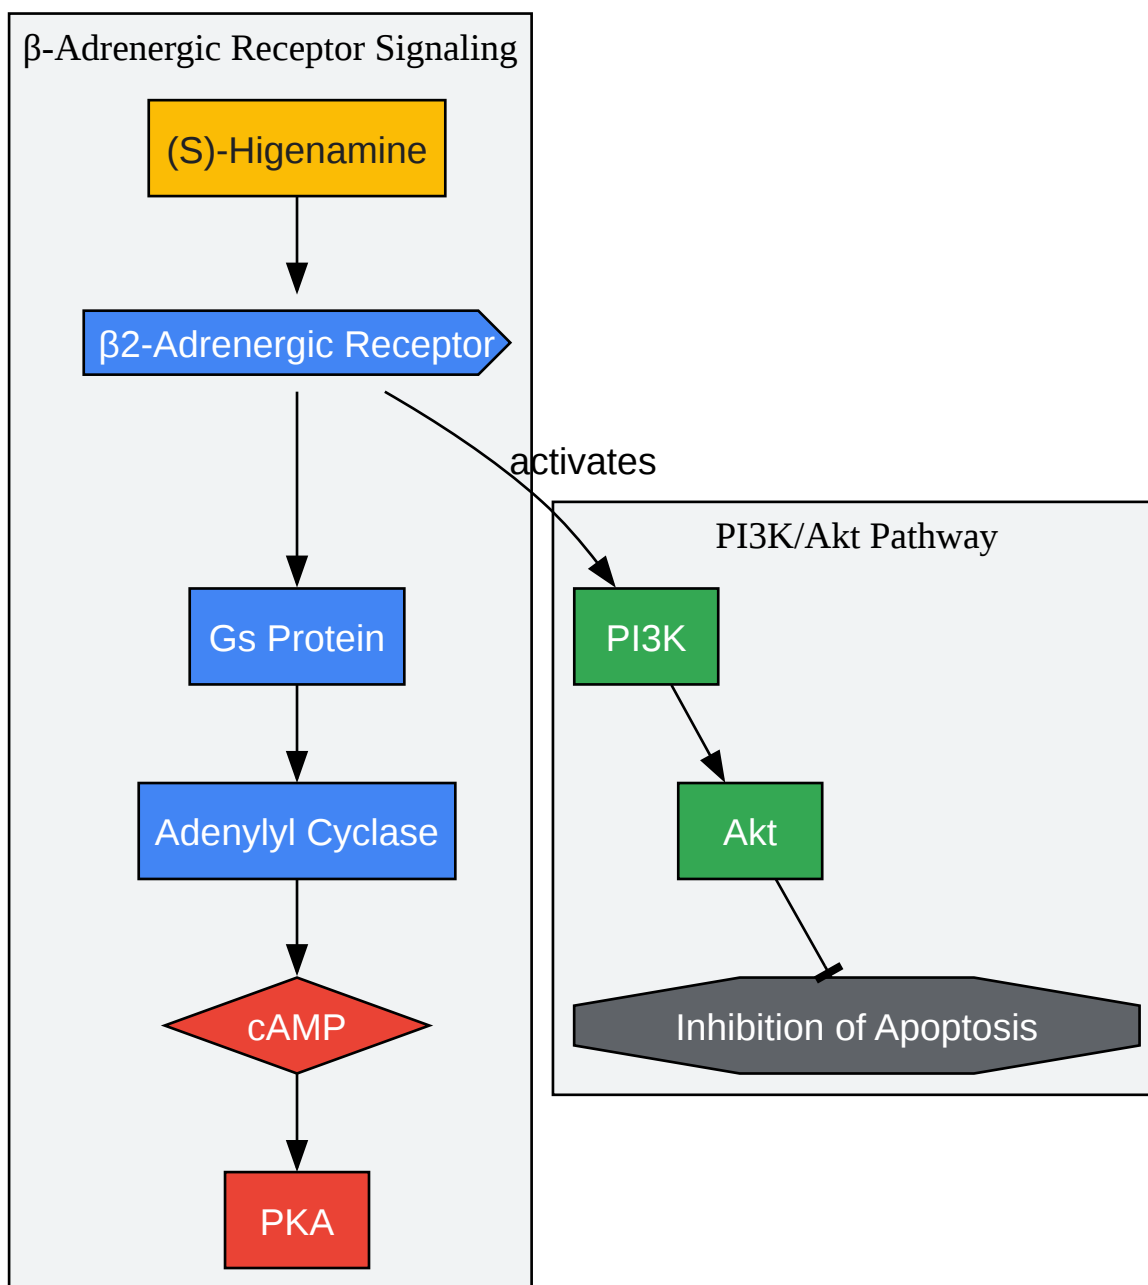 β-Adrenergic Receptor Signaling
(S)-Higenamine
β2-Adrenergic Receptor
activates
PI3K/Akt Pathway
Gs Protein
PI3K
Adenylyl Cyclase
Akt
cAMP
Inhibition of Apoptosis
PKA